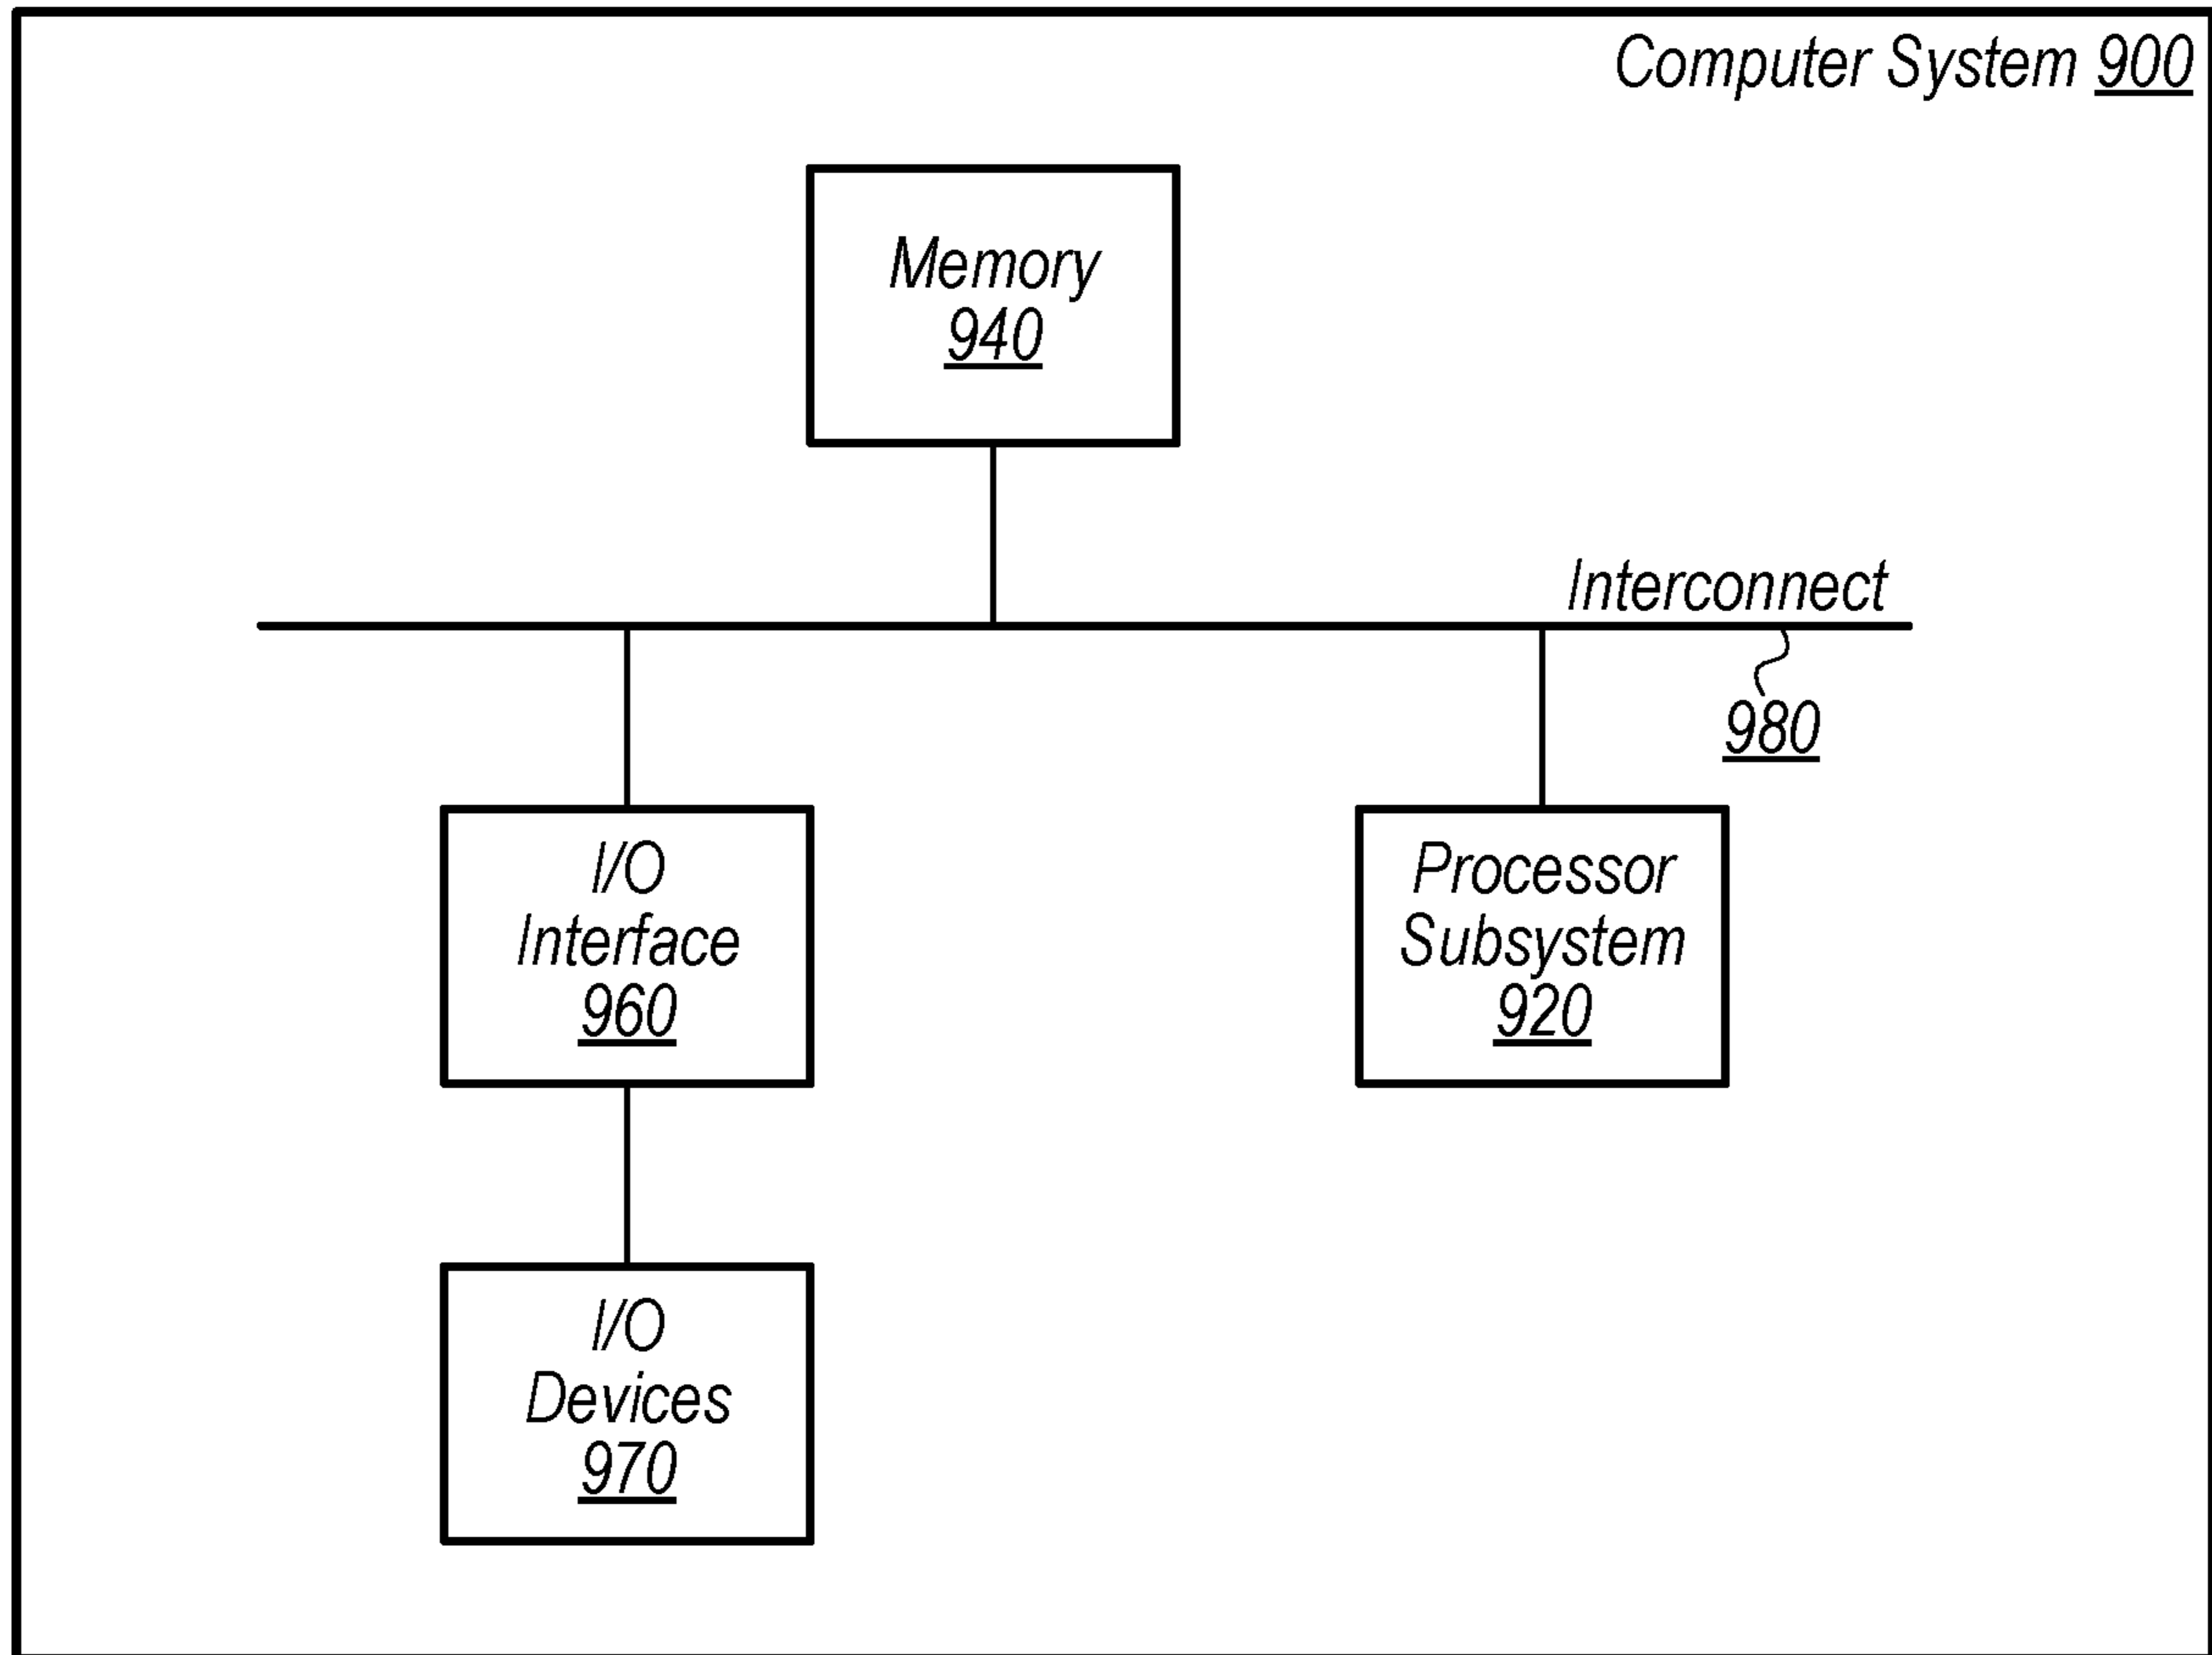 Computer System 900
Memory
940
Interconnect
980
I/O
Interface
960
Processor
Subsystem
920
I/O
Devices
970